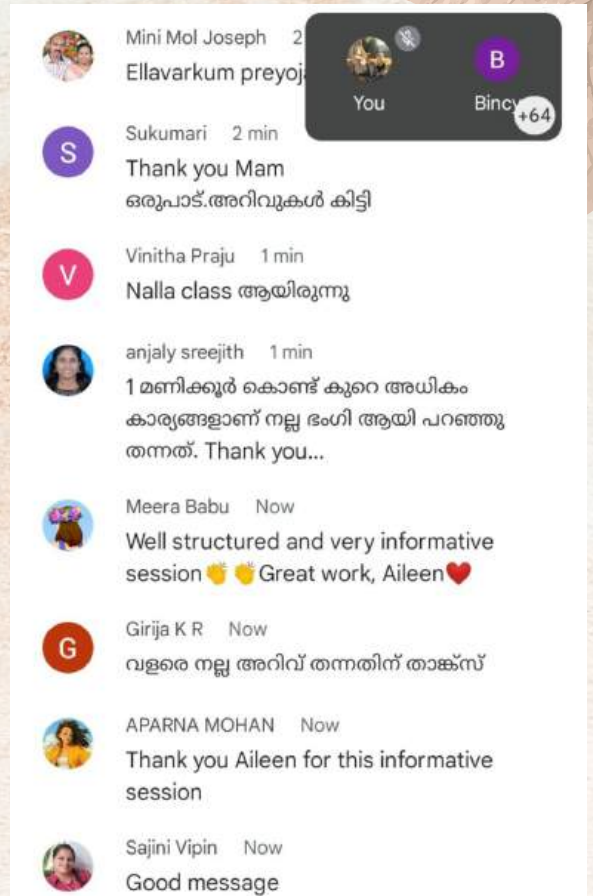 Mini Mol Joseph 2
Ellavarkum
You
Bincy
+64
B
S
Sukumari 2 min
Thank you Mam
ഒരുപാട്.അറിവുകൾ കിട്ടി
V
Vinitha Praju 1 min
Nalla class ആയിരുന്നു
anjaly sreejith 1 min
1 മണിക്കൂർ കൊണ്ട് കുറെ അധികം
കാര്യങ്ങളാണ് നല്ല ഭംഗി ആയി പറഞ്ഞു
തന്നത്. Thank you...
Meera Babu Now
Well structured and very informative
session👏👏Great work, Aileen❤️
G
Girija K R Now
വളരെ നല്ല അറിവ് തന്നതിന് താങ്ക്സ്
APARNA MOHAN Now
Thank you Aileen for this informative
session
Sajini Vipin Now
Good message